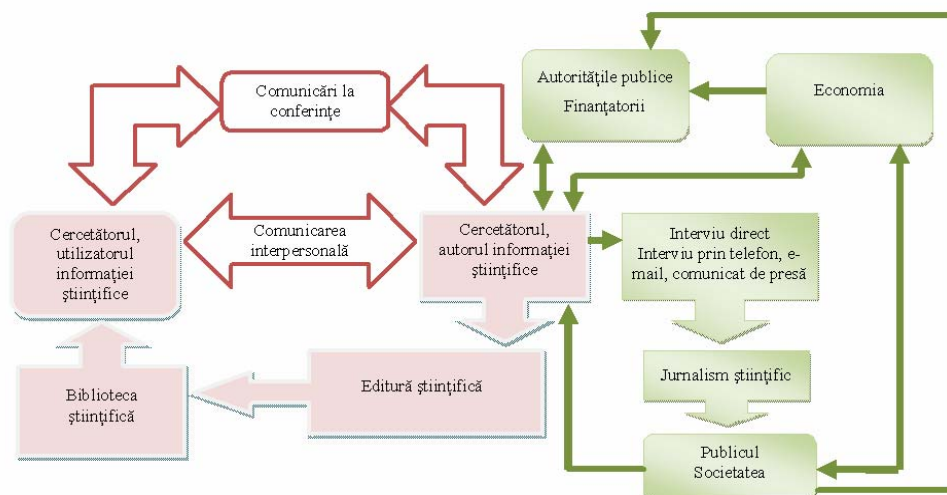 Comunicări la
conferințe
Autoritățile publice
Finanțatorii
Economia
Cercetătorul,
utilizatorul
informației
științifice
Comunicarea
interpersonală
Cercetătorul,
autorul informației
științifice
Interviu direct
Interviu prin telefon, e-
mail, comunicat de presă
Biblioteca
științifică
Editură științifică
Jurnalism științific
Publicul
Societatea